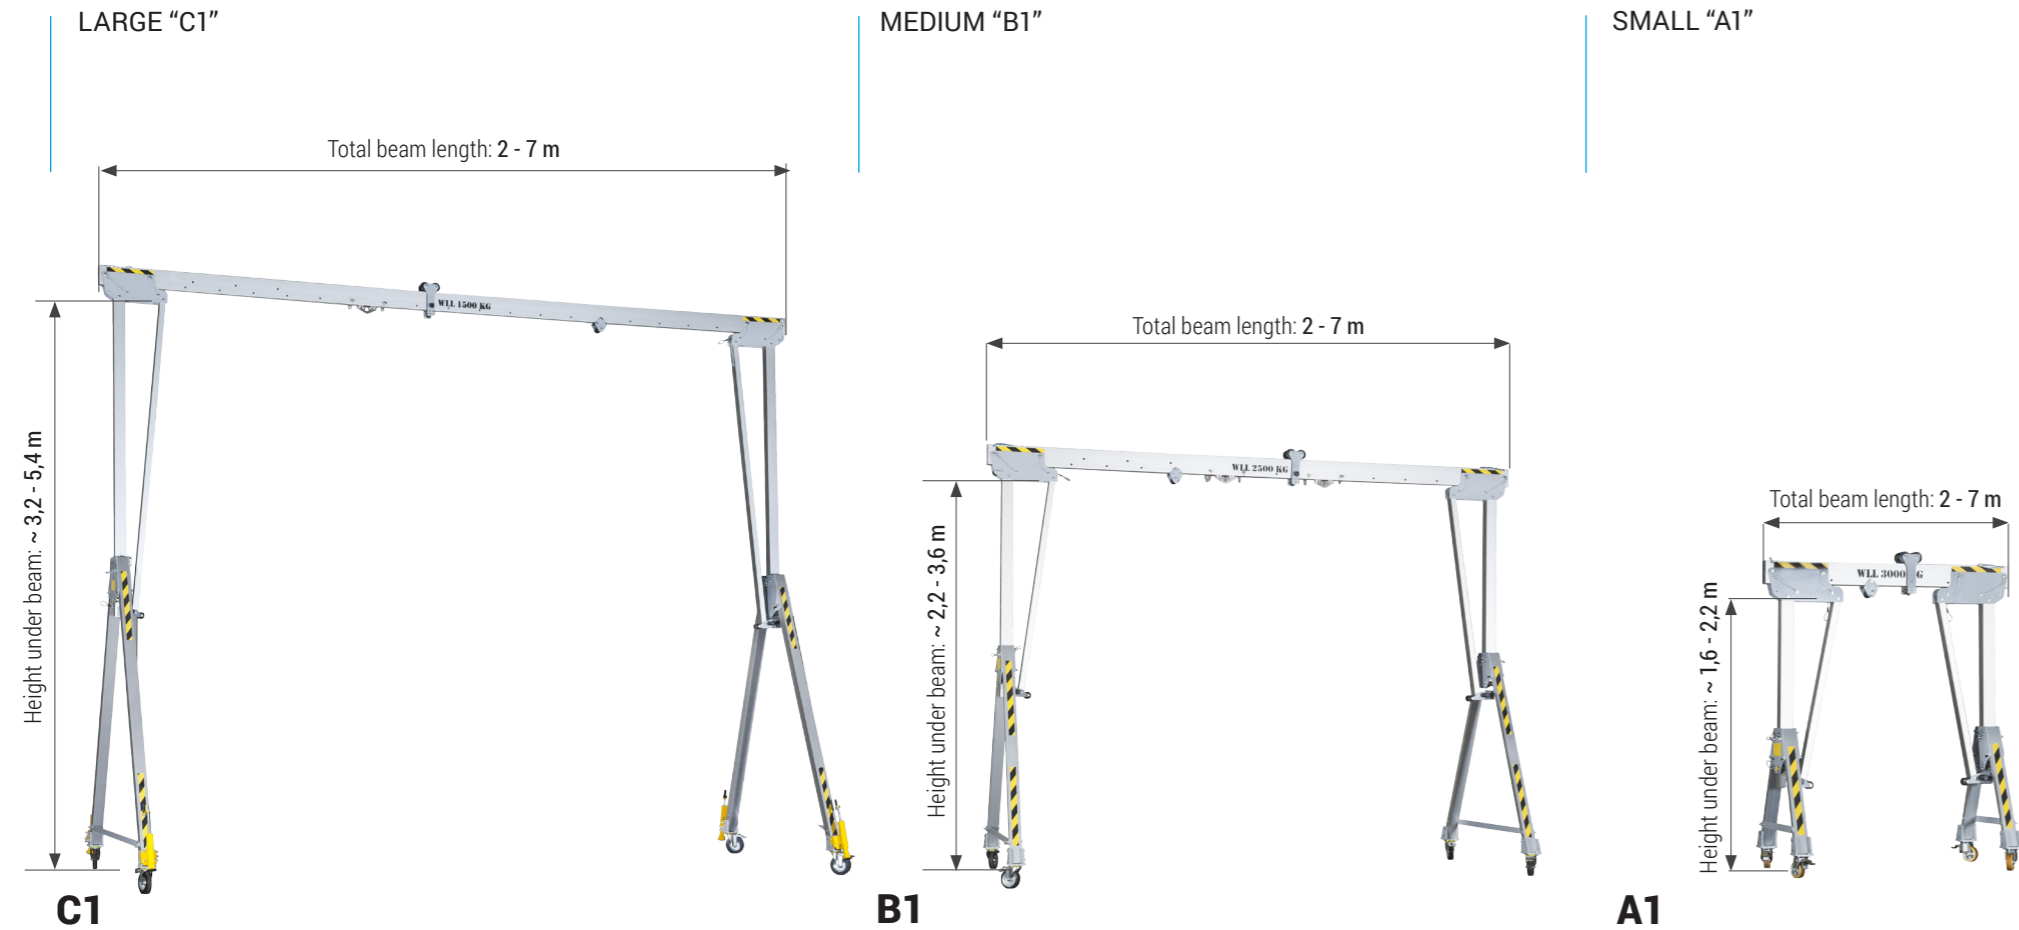 LARGE “C1”
MEDIUM “B1”
SMALL “A1”
Total beam length: 2 - 7 m
WLL 1500 KG
Height under beam: ~ 3,2 - 5,4 m
C1
Total beam length: 2 - 7 m
WLL 2500 KG
Height under beam: ~ 2,2 - 3,6 m
B1
Total beam length: 2 - 7 m
WLL 3000 G
Height under beam: ~ 1,6 - 2,2 m
A1